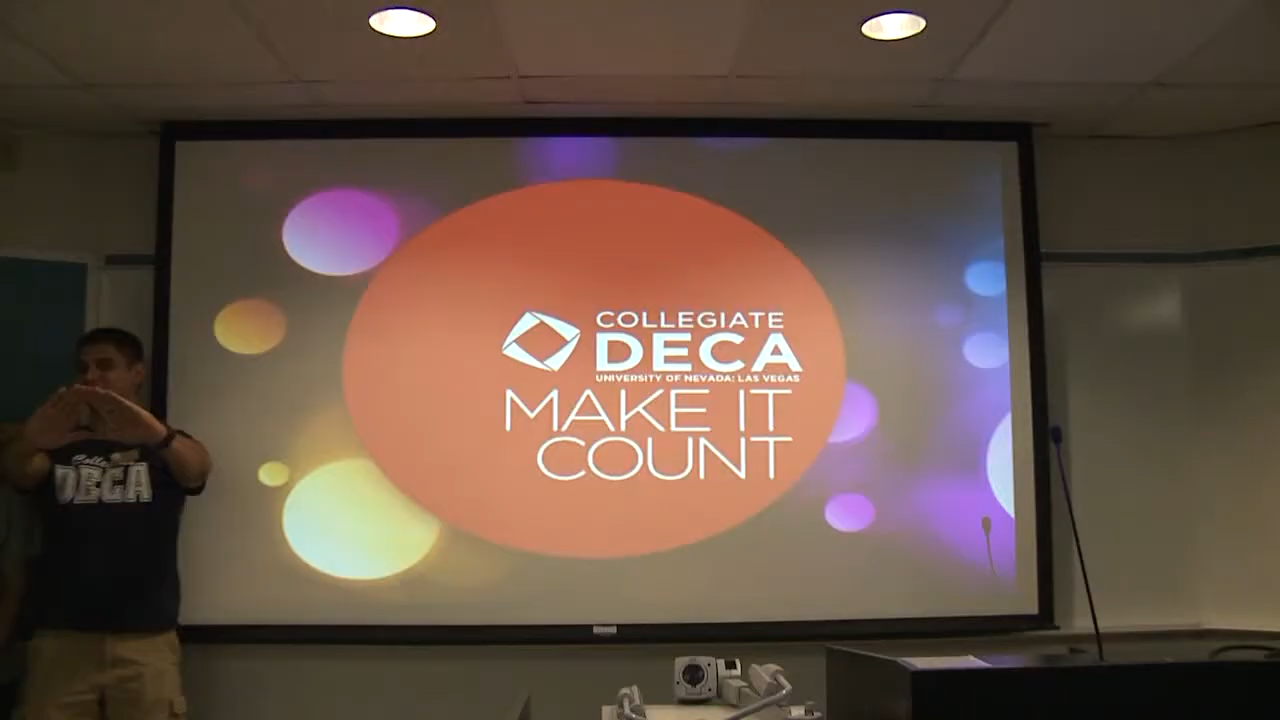 COLLEGIATE
DECA
UNIVERSITY OF NEVADA: LAS VEGAS
MAKE IT
COUNT
DECA